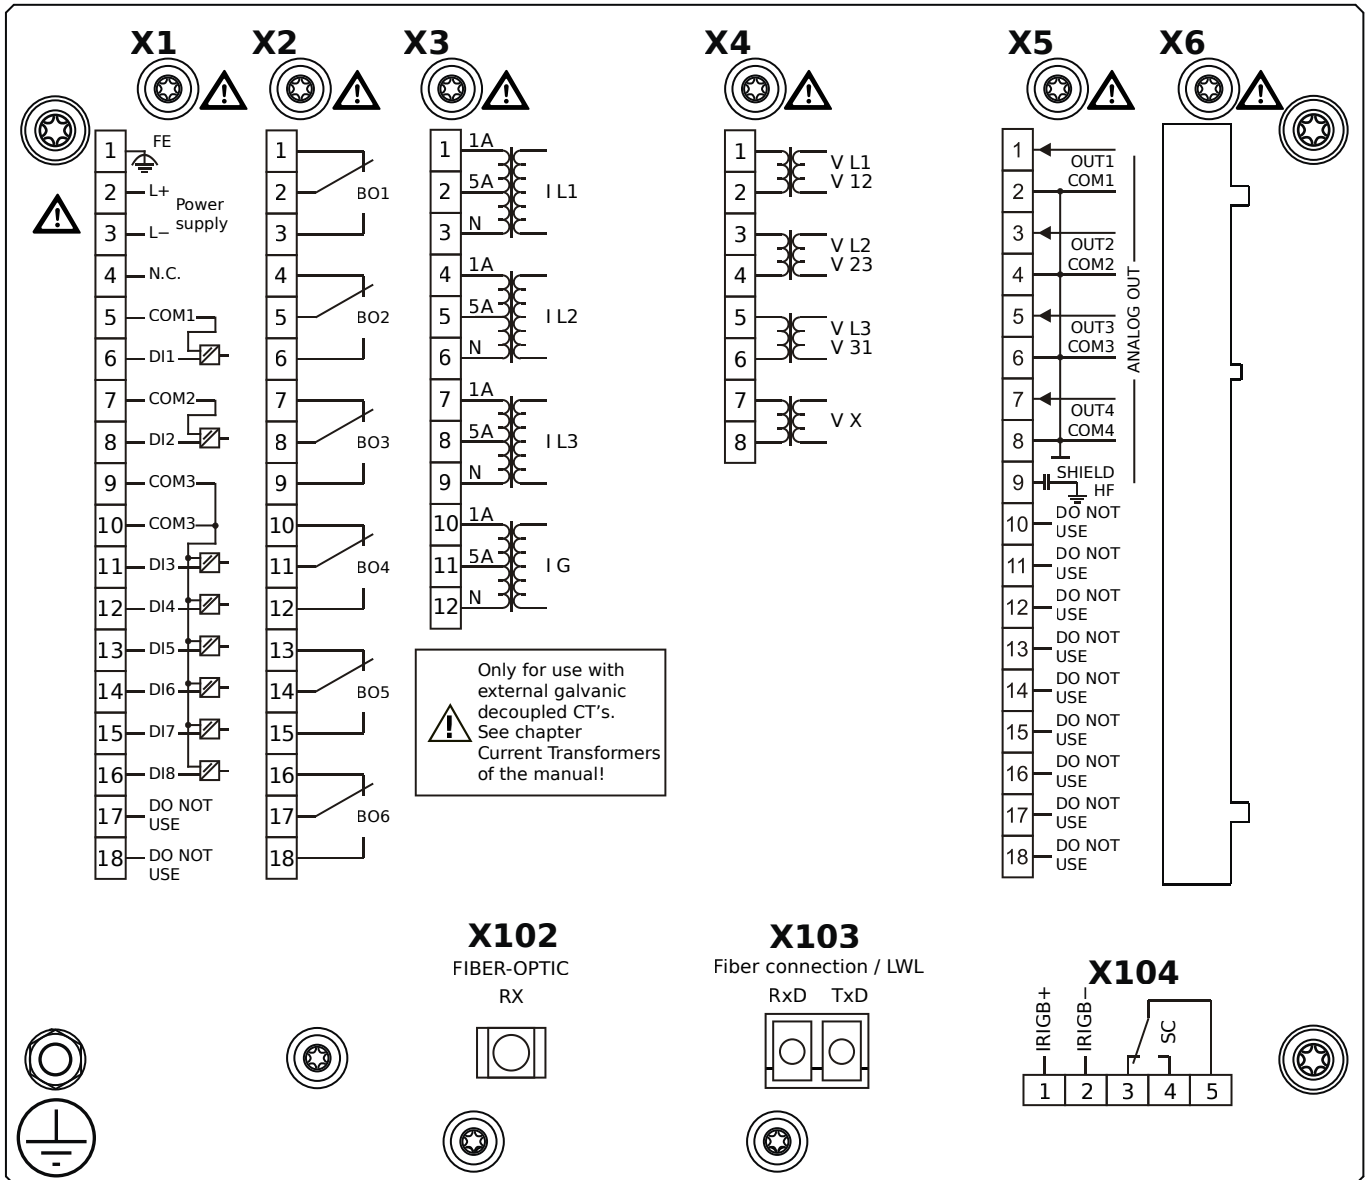 X1
X2
X3
X4
X5
X6
1 FE
2 L+
Power
supply
3 L−
4 N.C.
5 COM1
6 DI1
7 COM2
8 DI2
9 COM3
10 COM3
11 DI3
12 DI4
13 DI5
14 DI6
15 DI7
16 DI8
17 DO NOT
USE
18 DO NOT
USE
1
2 BO1
3
4
5 BO2
6
7
8 BO3
9
10
11 BO4
12
13
14 BO5
15
16
17 BO6
18
1 1A
2 5A I L1
3 N
4 1A
5 5A I L2
6 N
7 1A
8 5A I L3
9 N
10 1A
11 5A I G
12 N
Only for use with
external galvanic
decoupled CT's.
See chapter
Current Transformers
of the manual!
1 V L1
2 V 12
3 V L2
4 V 23
5 V L3
6 V 31
7 V X
8
1 OUT1
2 COM1
3 OUT2
4 COM2
5 OUT3
6 COM3
7 OUT4
8 COM4
ANALOG OUT
9 SHIELD
HF
10 DO NOT
USE
11 DO NOT
USE
12 DO NOT
USE
13 DO NOT
USE
14 DO NOT
USE
15 DO NOT
USE
16 DO NOT
USE
17 DO NOT
USE
18 DO NOT
USE
X102
FIBER-OPTIC
RX
X103
Fiber connection / LWL
RxD TxD
X104
IRIGB+
IRIGB−
SC
1 2 3 4 5